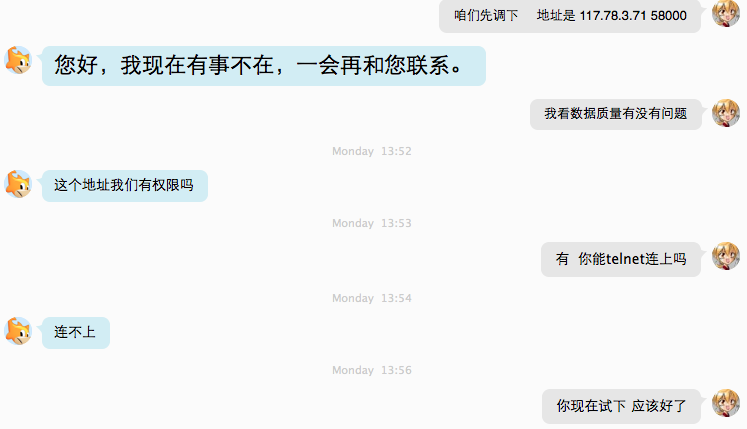 咱们先调下 地址是 117.78.3.71 58000
您好，我现在有事不在，一会再和您联系。
我看数据质量有没有问题
Monday 13:52
这个地址我们有权限吗
Monday 13:53
有 你能telnet连上吗
Monday 13:54
连不上
Monday 13:56
你现在试下 应该好了